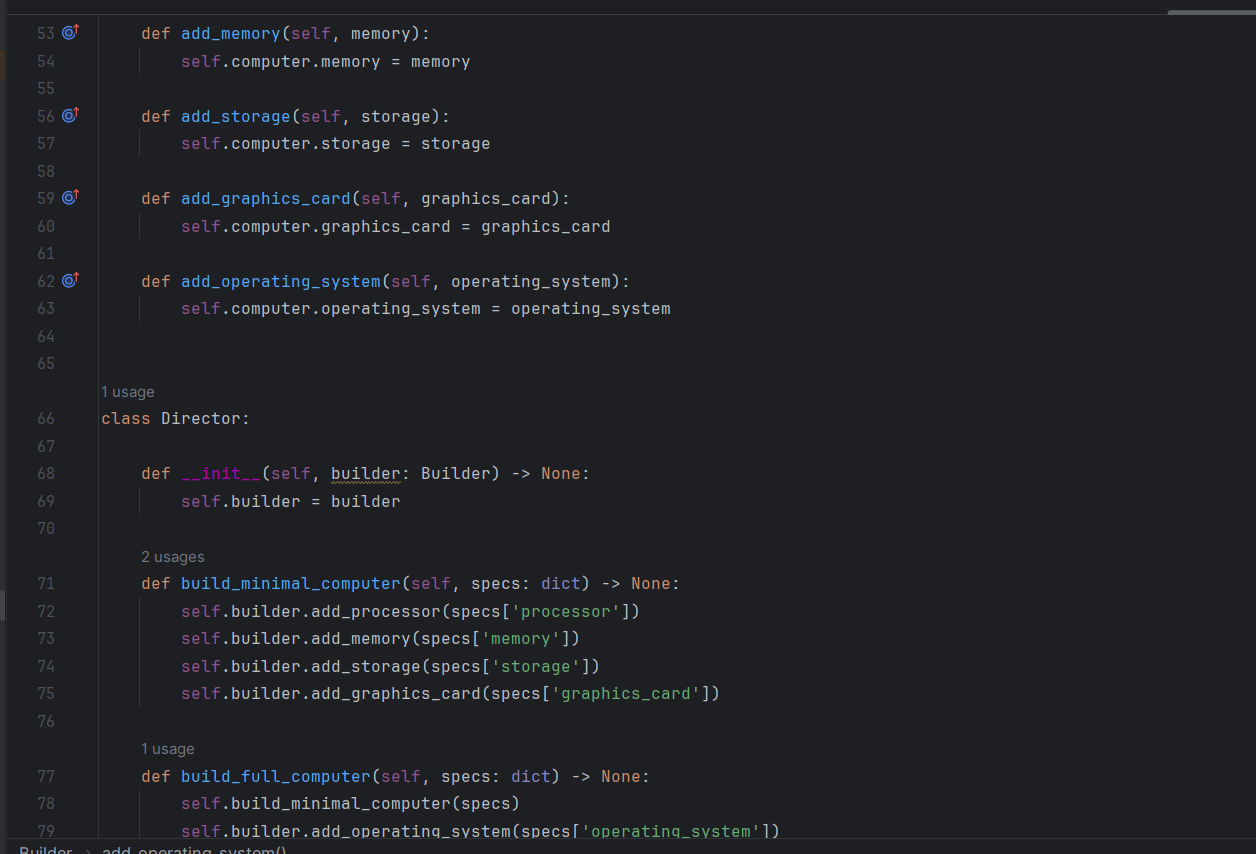 53 def add_memory(self, memory):
54 self.computer.memory = memory
55
56 def add_storage(self, storage):
57 self.computer.storage = storage
58
59 def add_graphics_card(self, graphics_card):
60 self.computer.graphics_card = graphics_card
61
62 def add_operating_system(self, operating_system):
63 self.computer.operating_system = operating_system
64
65
1 usage
66 class Director:
67
68 def __init__(self, builder: Builder) -> None:
69 self.builder = builder
70
2 usages
71 def build_minimal_computer(self, specs: dict) -> None:
72 self.builder.add_processor(specs['processor'])
73 self.builder.add_memory(specs['memory'])
74 self.builder.add_storage(specs['storage'])
75 self.builder.add_graphics_card(specs['graphics_card'])
76
1 usage
77 def build_full_computer(self, specs: dict) -> None:
78 self.build_minimal_computer(specs)
79 self.builder.add_operating_system(specs['operating_system'])
Builder › add_operating_system()